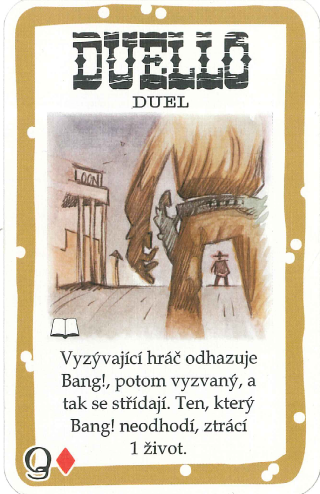 DUELLO
DUEL
LOON
Vyzývající hráč odhazuje
Bang!, potom vyzvaný, a
tak se střídají. Ten, který
Bang! neodhodí, ztrácí
1 život.
Q♦